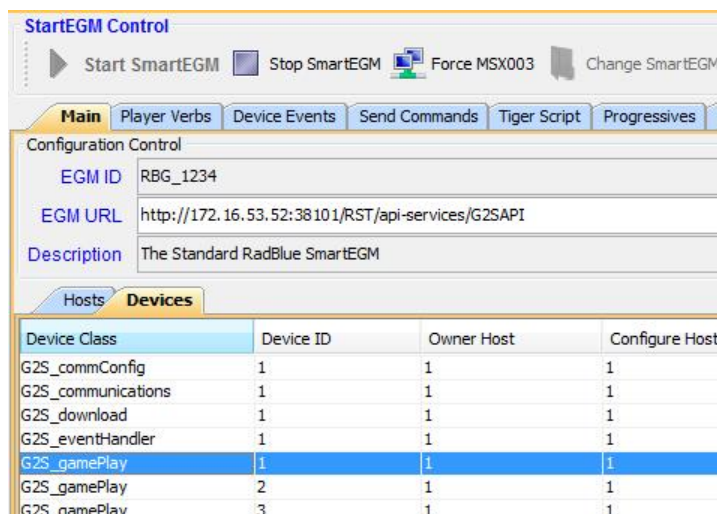 StartEGM Control
Start SmartEGM Stop SmartEGM Force MSX003 Change SmartEGM
Main Player Verbs Device Events Send Commands Tiger Script Progressives
Configuration Control
EGM ID RBG_1234
EGM URL http://172.16.53.52:38101/RST/api-services/G2SAPI
Description The Standard RadBlue SmartEGM
Hosts Devices
Device Class Device ID Owner Host Configure Host
G2S_commConfig 1 1 1
G2S_communications 1 1 1
G2S_download 1 1 1
G2S_eventHandler 1 1 1
G2S_gamePlay 1 1 1
G2S_gamePlay 2 1 1
G2S_gamePlay 3 1 1